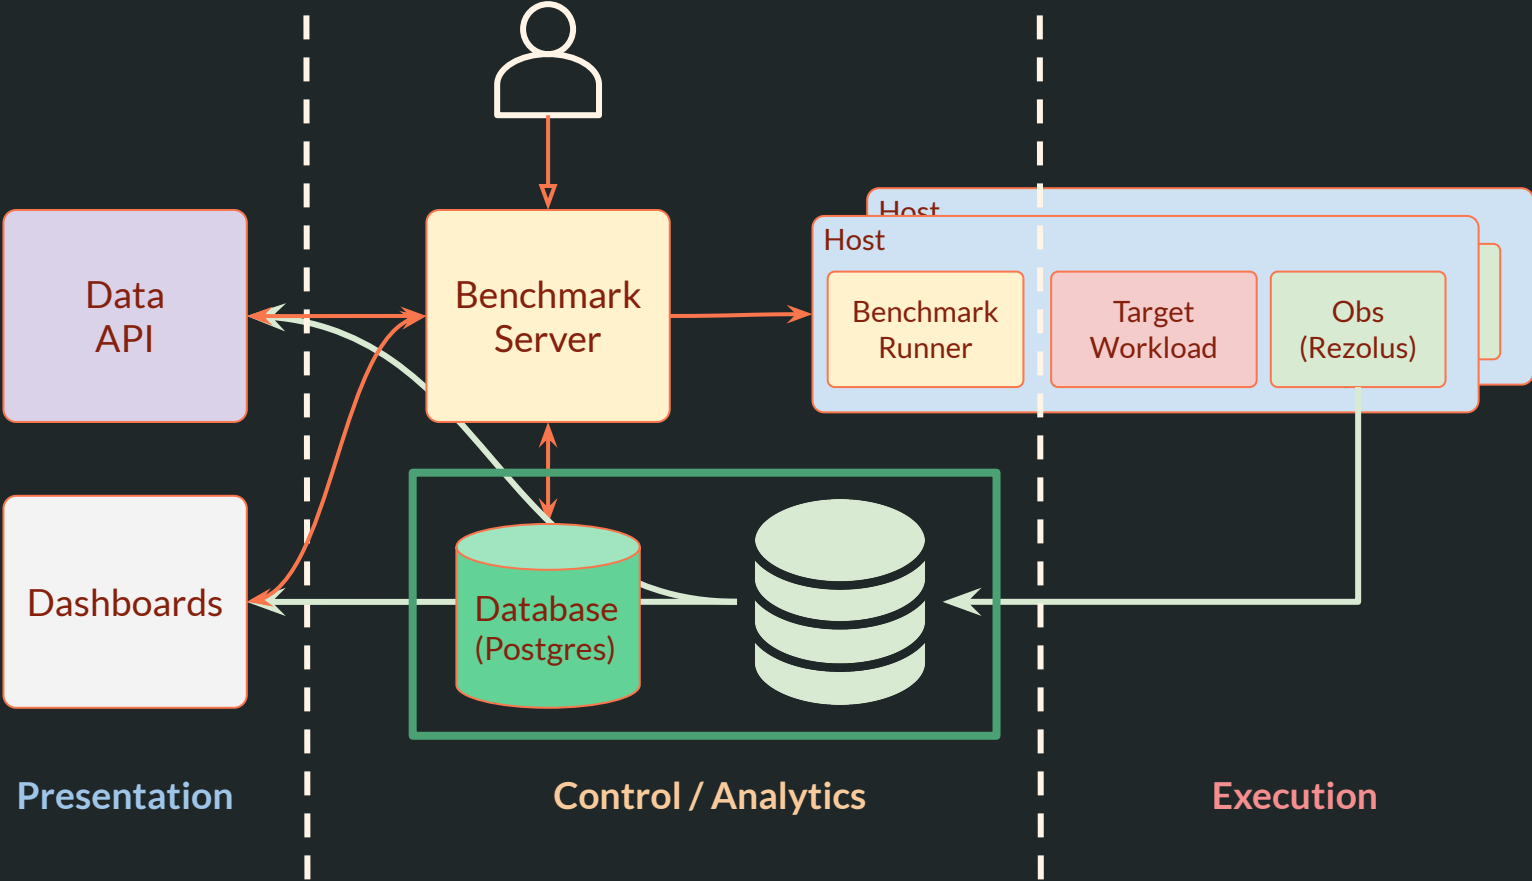 Host
Host
Data
API
Benchmark
Server
Benchmark
Runner
Target
Workload
Obs
(Rezolus)
Dashboards
Database
(Postgres)
Presentation
Control / Analytics
Execution